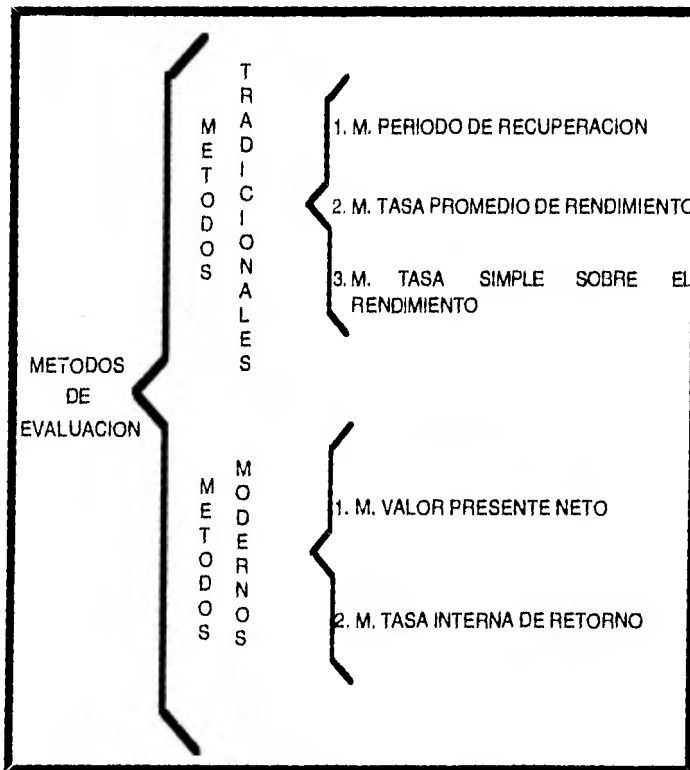 METODOS
DE
EVALUACION
METODOS
TRADICIONALES
1. M. PERIODO DE RECUPERACION
2. M. TASA PROMEDIO DE RENDIMIENTO
3. M. TASA SIMPLE SOBRE EL
RENDIMIENTO
METODOS
MODERNOS
1. M. VALOR PRESENTE NETO
2. M. TASA INTERNA DE RETORNO